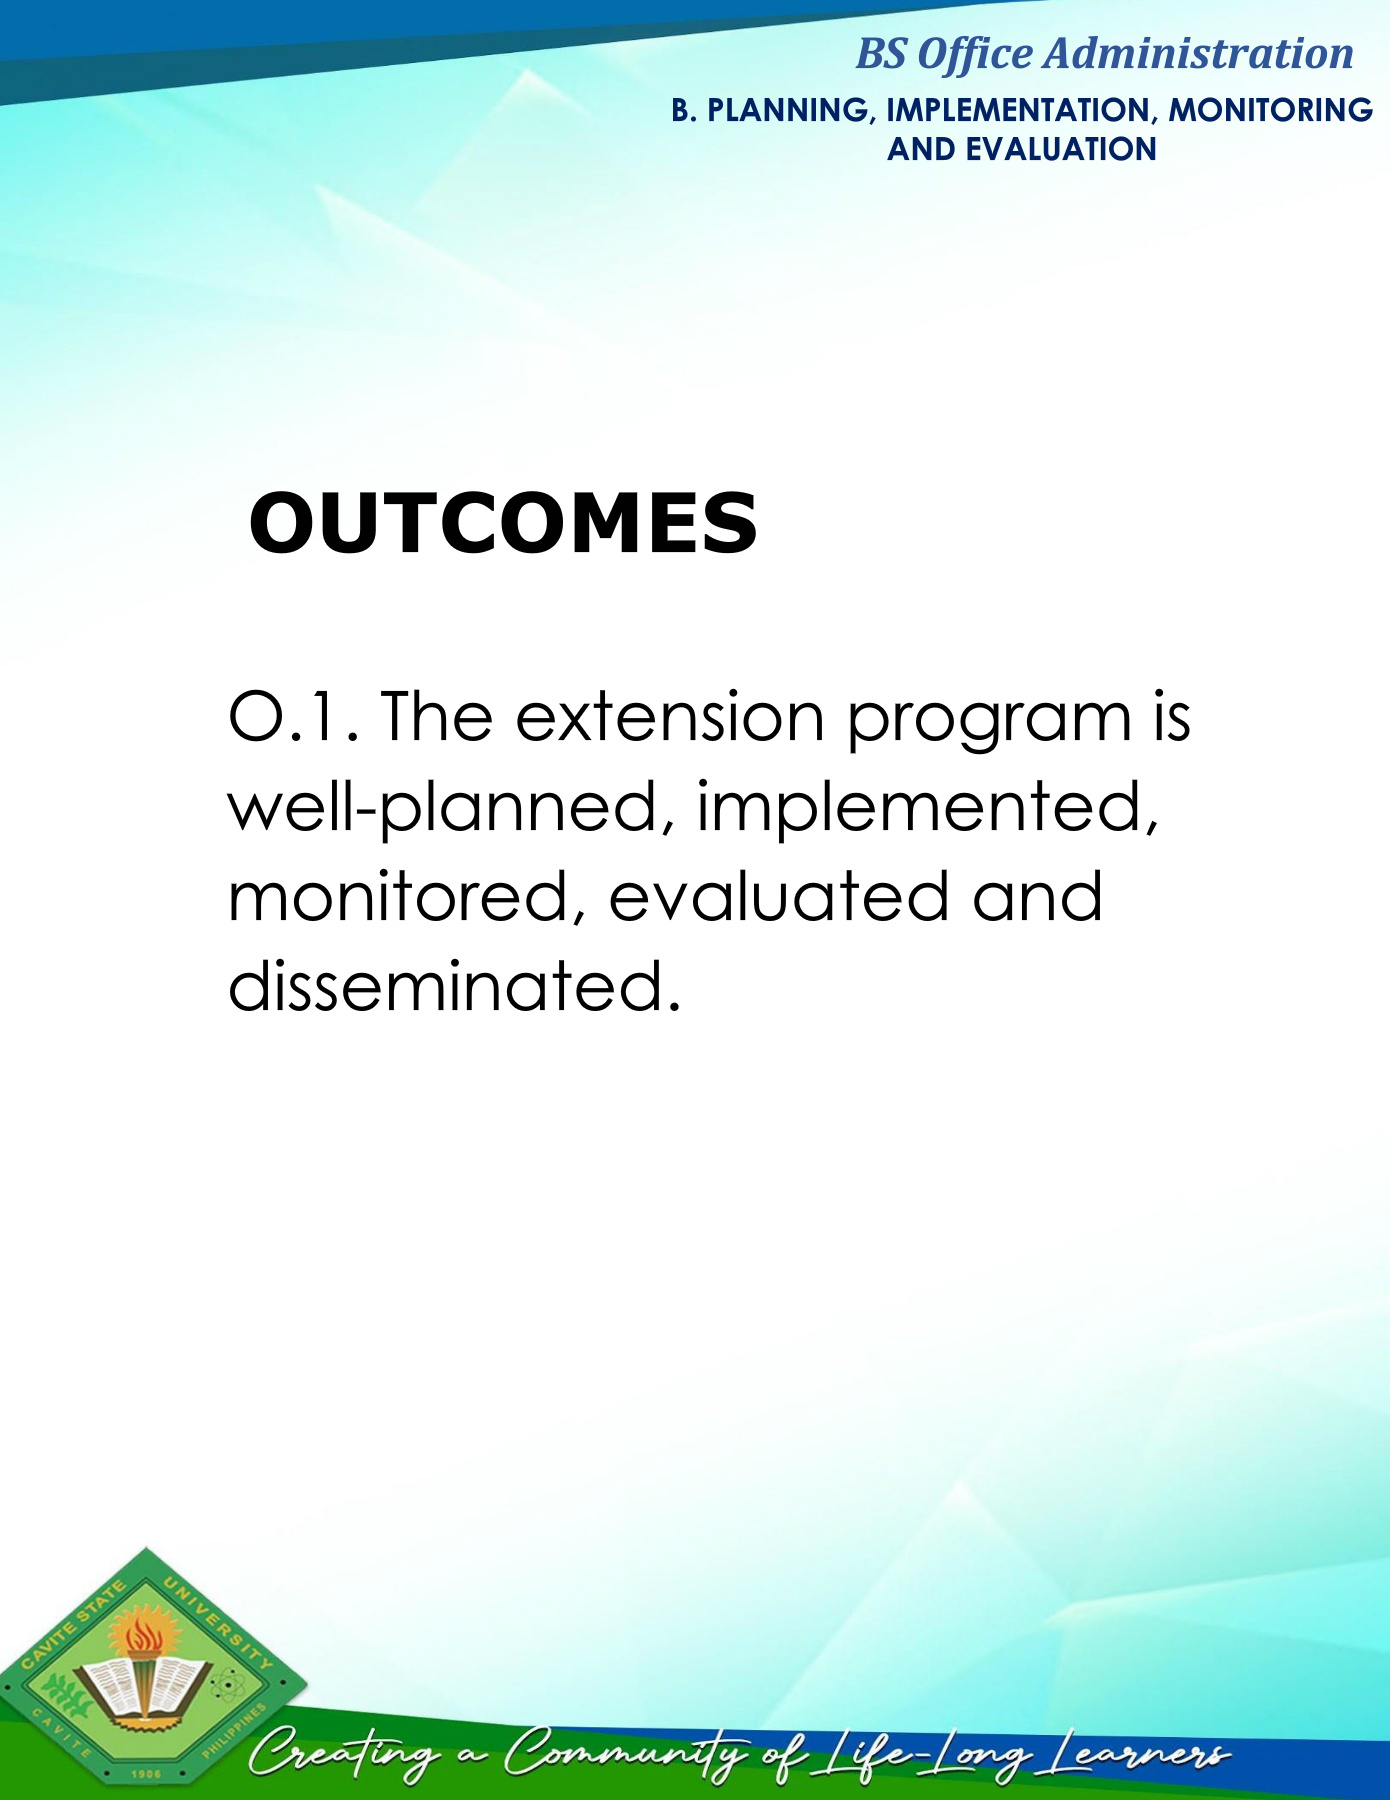 BS Office Administration
B. PLANNING, IMPLEMENTATION, MONITORING
AND EVALUATION
OUTCOMES
O.1. The extension program is
well-planned, implemented,
monitored, evaluated and
disseminated.
CAVITE STATE UNIVERSITY
CAVITE
PHILIPPINES
1906
Creating a Community of Life-Long Learners